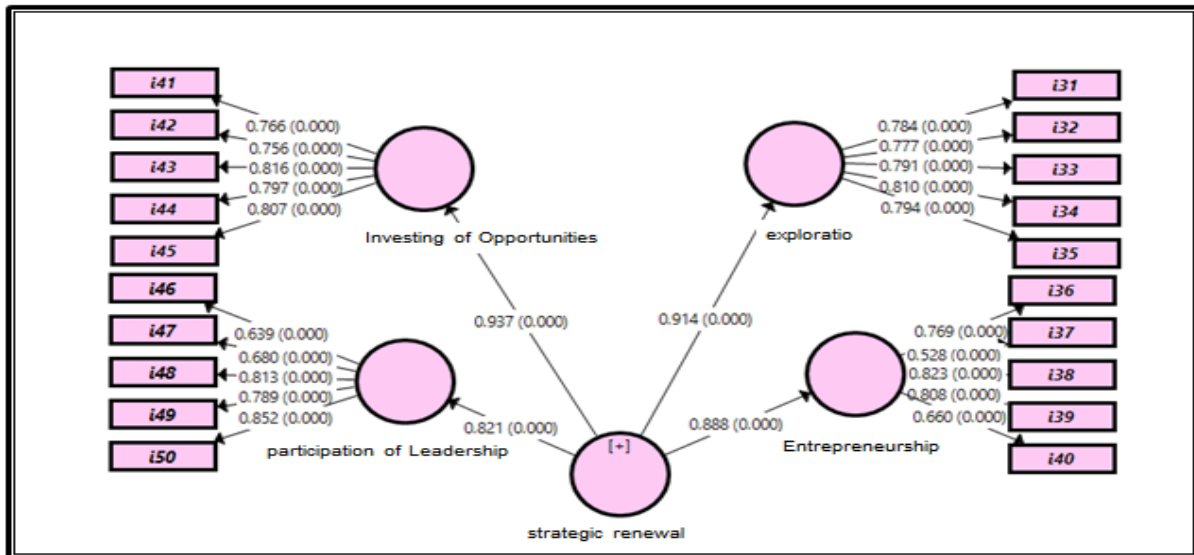 i41
i42
i43
i44
i45
0.766 (0.000)
0.756 (0.000)
0.816 (0.000)
0.797 (0.000)
0.807 (0.000)
Investing of Opportunities
i46
i47
i48
i49
i50
0.639 (0.000)
0.680 (0.000)
0.813 (0.000)
0.789 (0.000)
0.852 (0.000)
participation of Leadership
0.937 (0.000)
0.914 (0.000)
0.821 (0.000)
0.888 (0.000)
[+]
strategic renewal
i31
i32
i33
i34
i35
0.784 (0.000)
0.777 (0.000)
0.791 (0.000)
0.810 (0.000)
0.794 (0.000)
exploratio
i36
i37
i38
i39
i40
0.769 (0.000)
0.528 (0.000)
0.823 (0.000)
0.808 (0.000)
0.660 (0.000)
Entrepreneurship